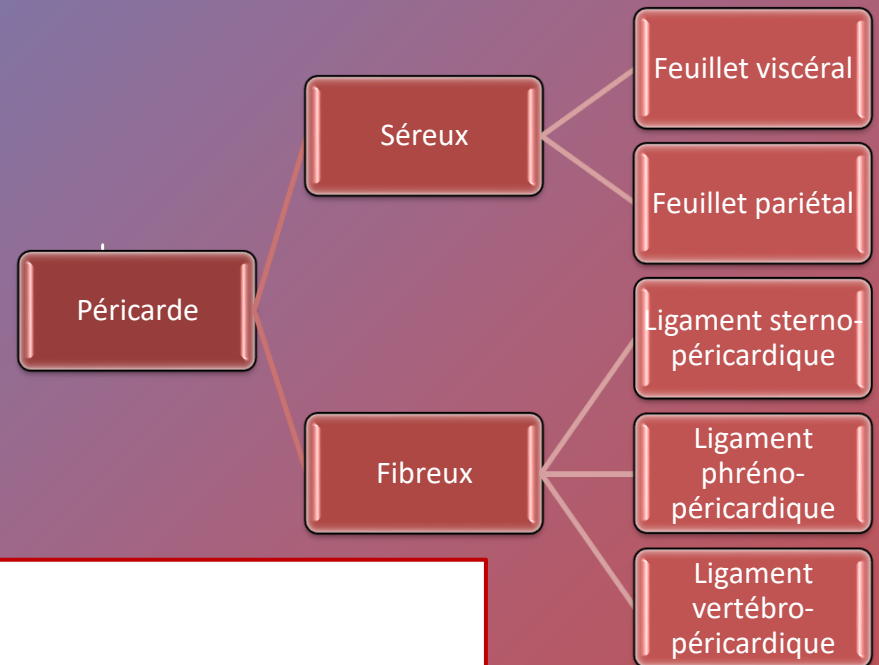 Péricarde
Séreux
Feuillet viscéral
Feuillet pariétal
Fibreux
Ligament sterno-
péricardique
Ligament
phréno-
péricardique
Ligament
vertébro-
péricardique